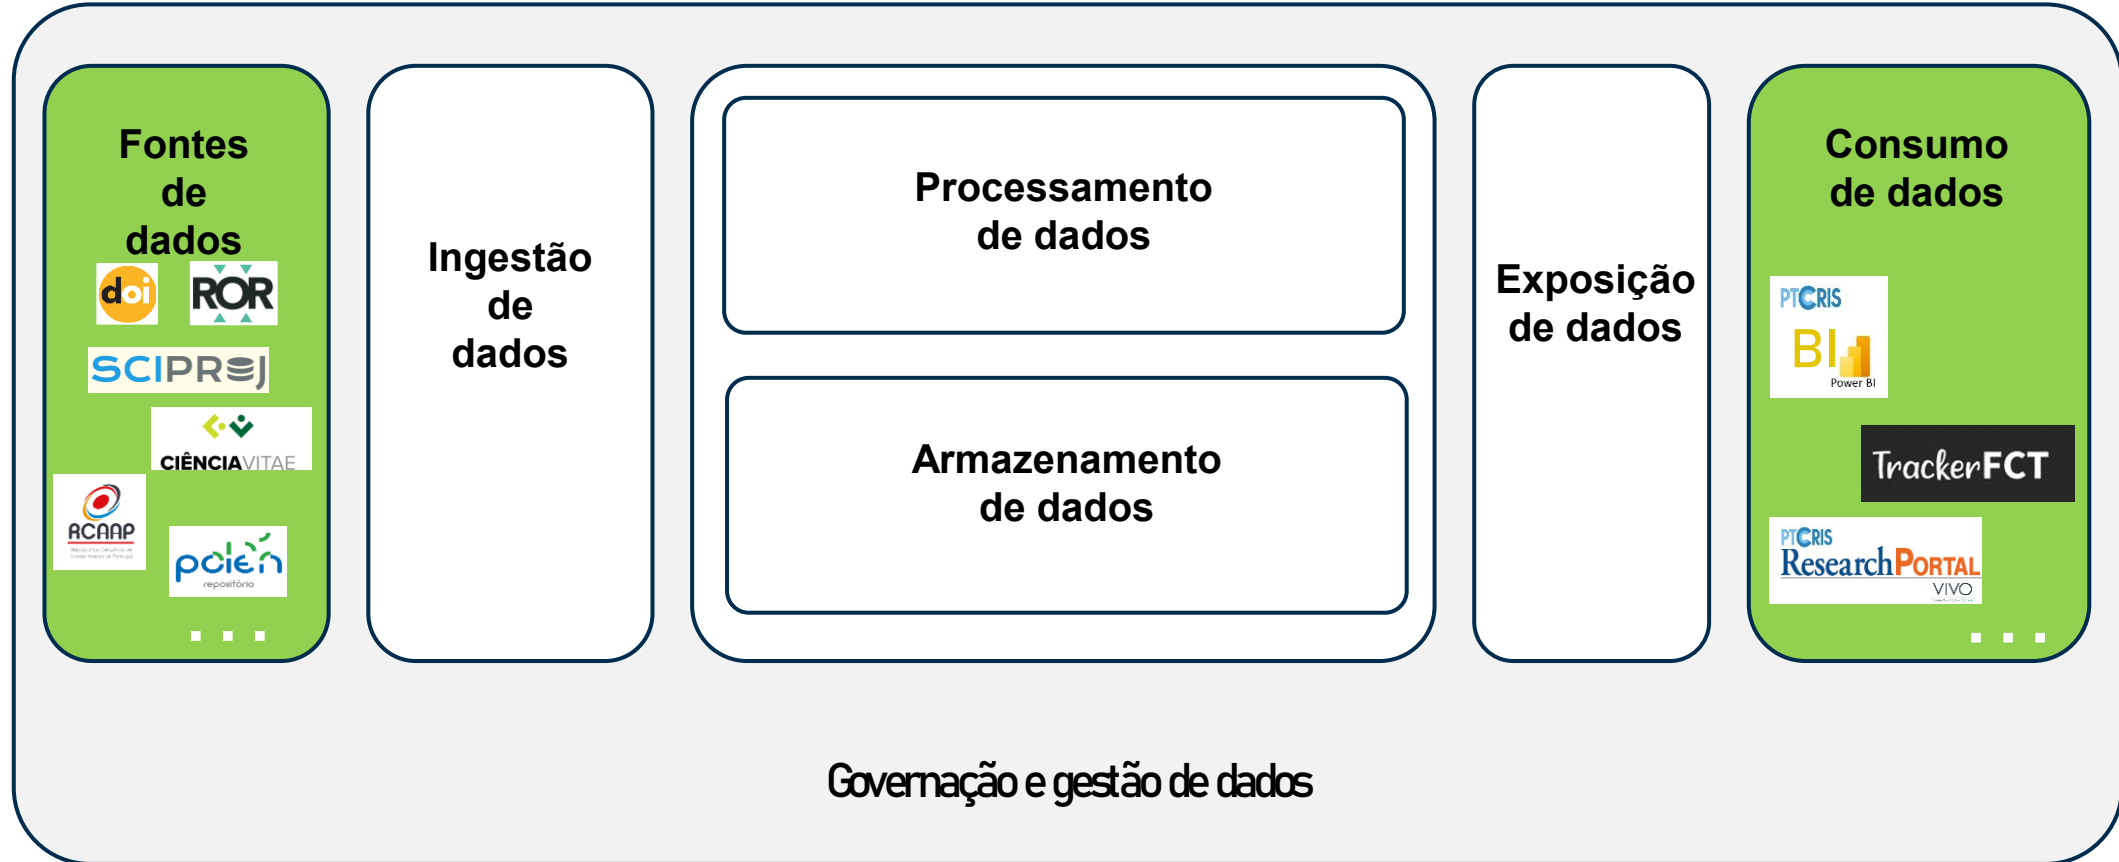 Fontes
de
dados
doi
ROR
SCIPROJ
CIÊNCIAVITAE
RCAAP
polen
repositório
...
Ingestão
de
dados
Processamento
de dados
Armazenamento
de dados
Exposição
de dados
Consumo
de dados
PTCRIS
BI
Power BI
TrackerFCT
PTCRIS
ResearchPORTAL
VIVO
...
Governação e gestão de dados